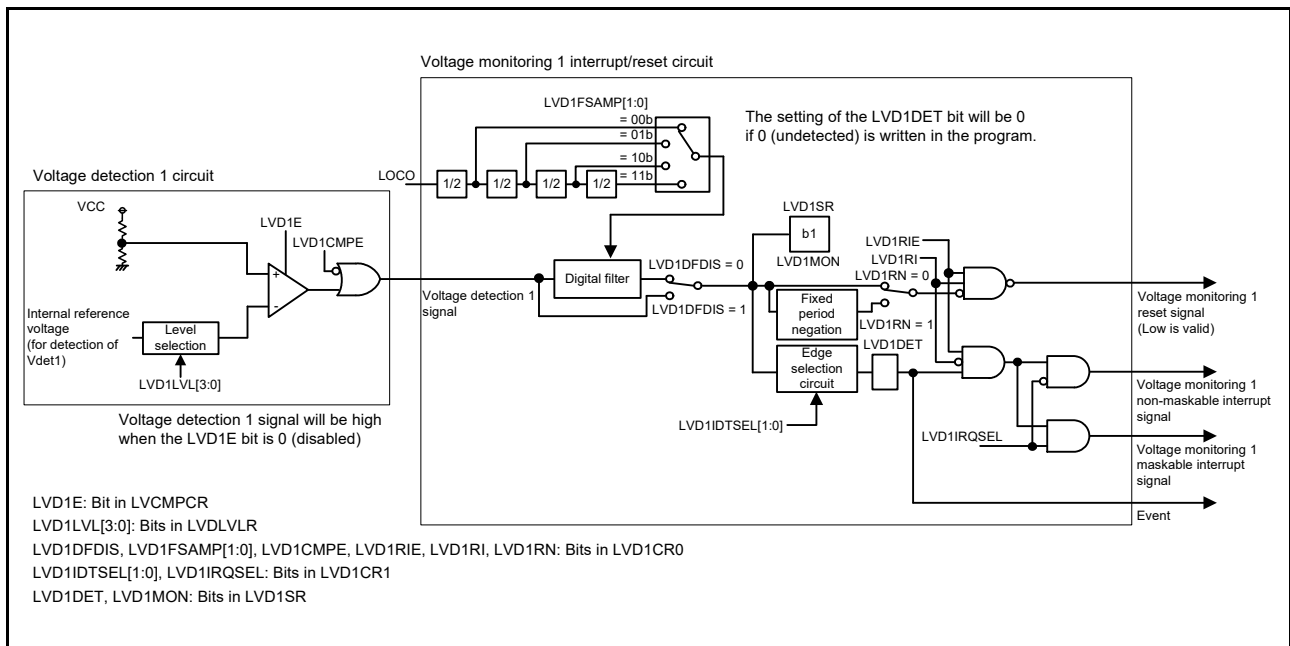 Voltage monitoring 1 interrupt/reset circuit
LVD1FSAMP[1:0]
= 00b
= 01b
= 10b
= 11b
The setting of the LVD1DET bit will be 0
if 0 (undetected) is written in the program.
LOCO
1/2
1/2
1/2
1/2
Voltage detection 1 circuit
VCC
LVD1E
LVD1CMPE
+
-
Internal reference
voltage
(for detection of
Vdet1)
Level
selection
LVD1LVL[3:0]
Voltage detection 1 signal will be high
when the LVD1E bit is 0 (disabled)
Voltage detection 1
signal
Digital filter
LVD1DFDIS = 0
LVD1DFDIS = 1
LVD1SR
b1
LVD1MON
LVD1RIE
LVD1RI
LVD1RN = 0
Fixed
period
negation
LVD1RN = 1
LVD1DET
Edge
selection
circuit
LVD1IDTSEL[1:0]
LVD1IRQSEL
Voltage monitoring 1
reset signal
(Low is valid)
Voltage monitoring 1
non-maskable interrupt
signal
Voltage monitoring 1
maskable interrupt
signal
Event
LVD1E: Bit in LVCMPCR
LVD1LVL[3:0]: Bits in LVDLVLR
LVD1DFDIS, LVD1FSAMP[1:0], LVD1CMPE, LVD1RIE, LVD1RI, LVD1RN: Bits in LVD1CR0
LVD1IDTSEL[1:0], LVD1IRQSEL: Bits in LVD1CR1
LVD1DET, LVD1MON: Bits in LVD1SR